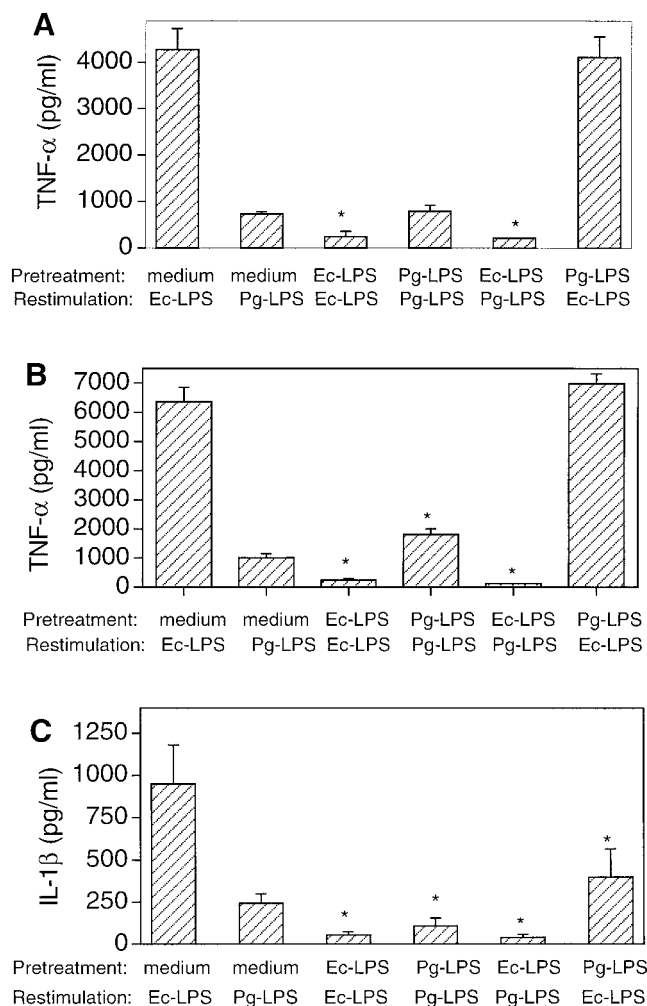 A
TNF-α (pg/ml)
4000
3000
2000
1000
0
* *
Pretreatment: medium medium Ec-LPS Pg-LPS Ec-LPS Pg-LPS
Restimulation: Ec-LPS Pg-LPS Ec-LPS Pg-LPS Pg-LPS Ec-LPS
B
TNF-α (pg/ml)
7000
6000
5000
4000
3000
2000
1000
0
* * *
Pretreatment: medium medium Ec-LPS Pg-LPS Ec-LPS Pg-LPS
Restimulation: Ec-LPS Pg-LPS Ec-LPS Pg-LPS Pg-LPS Ec-LPS
C
IL-1β (pg/ml)
1250
1000
750
500
250
0
* * * *
Pretreatment: medium medium Ec-LPS Pg-LPS Ec-LPS Pg-LPS
Restimulation: Ec-LPS Pg-LPS Ec-LPS Pg-LPS Pg-LPS Ec-LPS